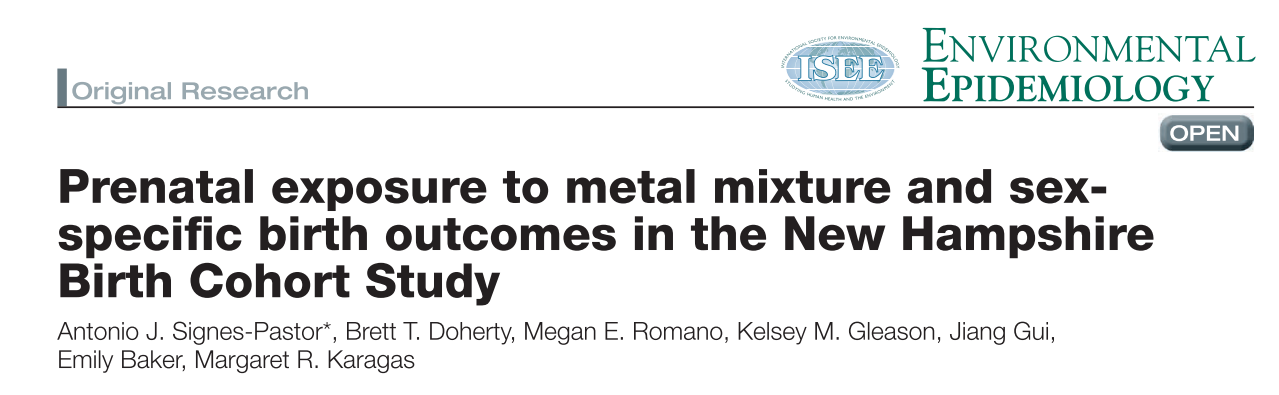 Original Research
INTERNATIONAL SOCIETY FOR ENVIRONMENTAL EPIDEMIOLOGY
ISEE
STUDYING HUMAN HEALTH AND THE ENVIRONMENT
ENVIRONMENTAL
EPIDEMIOLOGY
OPEN
Prenatal exposure to metal mixture and sex-
specific birth outcomes in the New Hampshire
Birth Cohort Study
Antonio J. Signes-Pastor*, Brett T. Doherty, Megan E. Romano, Kelsey M. Gleason, Jiang Gui,
Emily Baker, Margaret R. Karagas